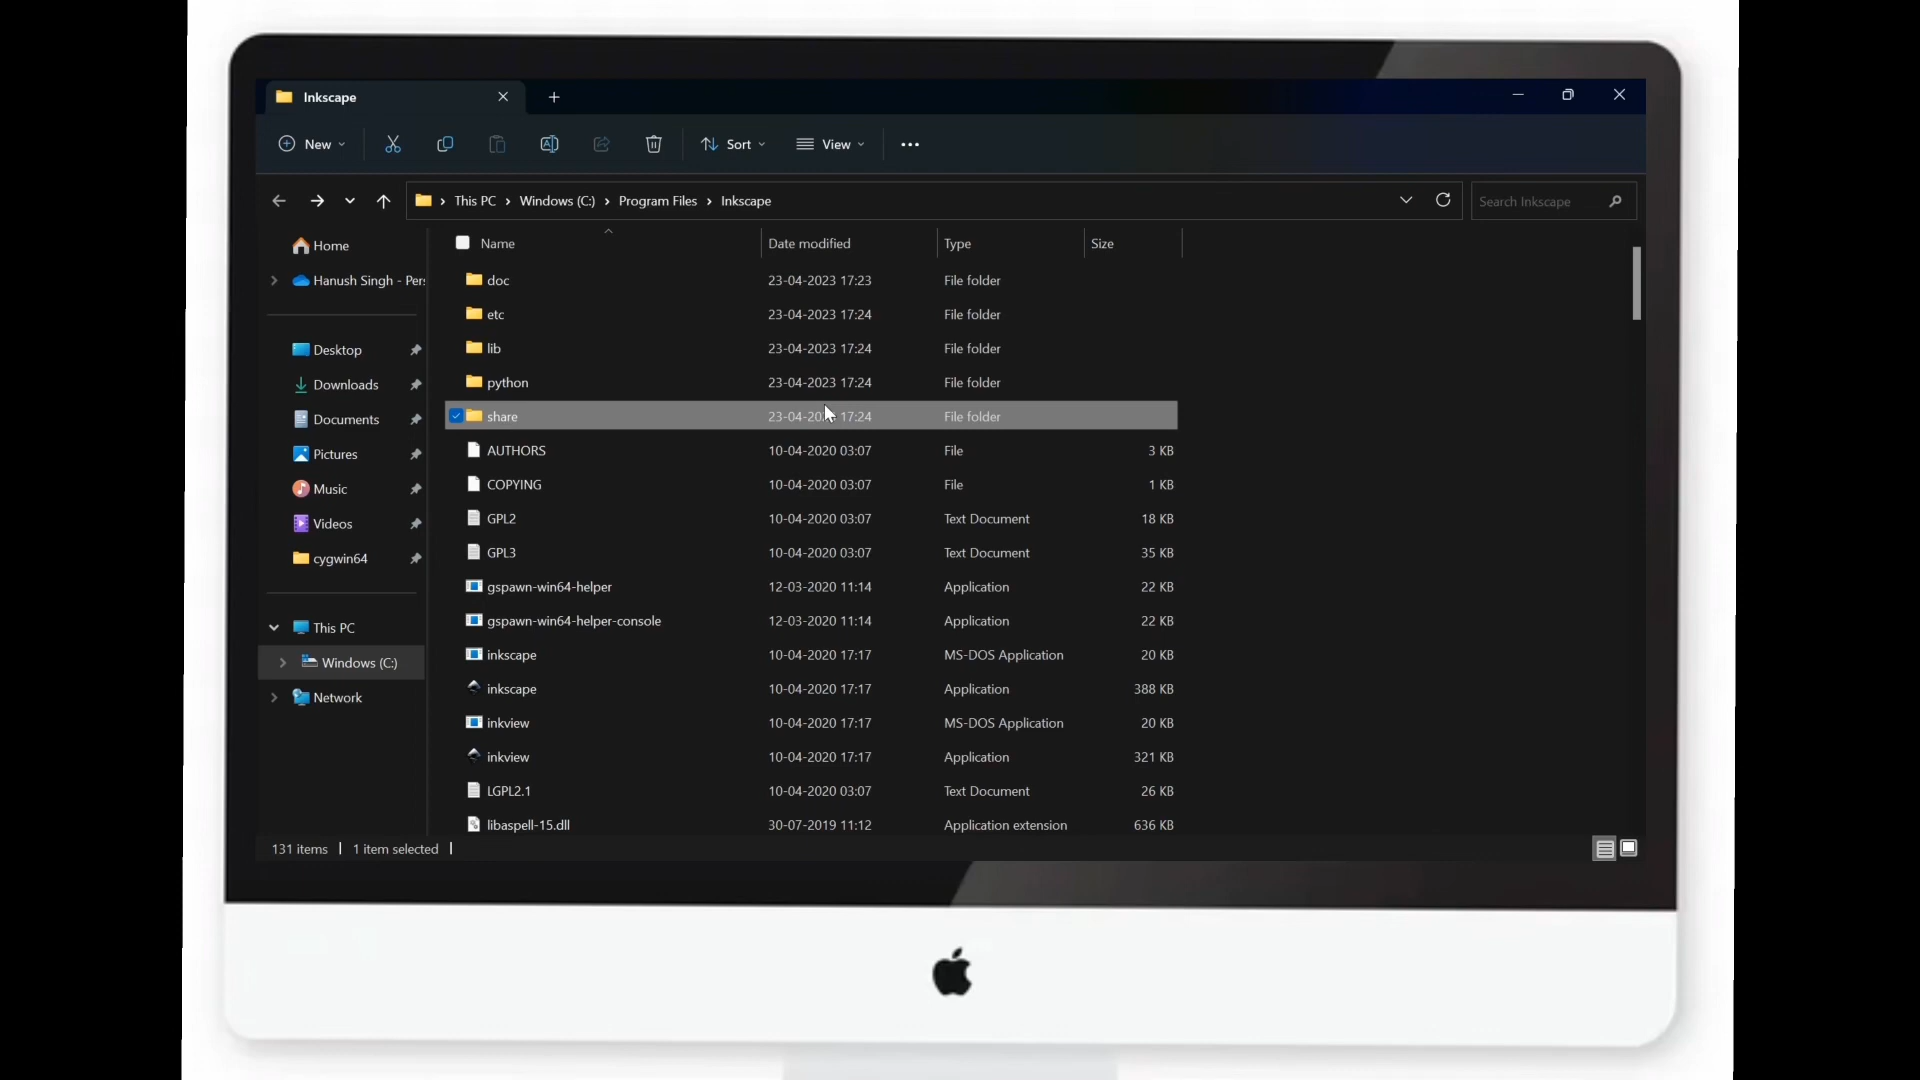 Inkscape
New
Sort
View
This PC > Windows (C:) > Program Files > Inkscape
Search Inkscape
Home
Hanush Singh - Pers
Desktop
Downloads
Documents
Pictures
Music
Videos
cygwin64
This PC
Windows (C:)
Network
Name Date modified Type Size
doc 23-04-2023 17:23 File folder
etc 23-04-2023 17:24 File folder
lib 23-04-2023 17:24 File folder
python 23-04-2023 17:24 File folder
share 23-04-20 17:24 File folder
AUTHORS 10-04-2020 03:07 File 3 KB
COPYING 10-04-2020 03:07 File 1 KB
GPL2 10-04-2020 03:07 Text Document 18 KB
GPL3 10-04-2020 03:07 Text Document 35 KB
gspawn-win64-helper 12-03-2020 11:14 Application 22 KB
gspawn-win64-helper-console 12-03-2020 11:14 Application 22 KB
inkscape 10-04-2020 17:17 MS-DOS Application 20 KB
inkscape 10-04-2020 17:17 Application 388 KB
inkview 10-04-2020 17:17 MS-DOS Application 20 KB
inkview 10-04-2020 17:17 Application 321 KB
LGPL2.1 10-04-2020 03:07 Text Document 26 KB
libaspell-15.dll 30-07-2019 11:12 Application extension 636 KB
131 items | 1 item selected |